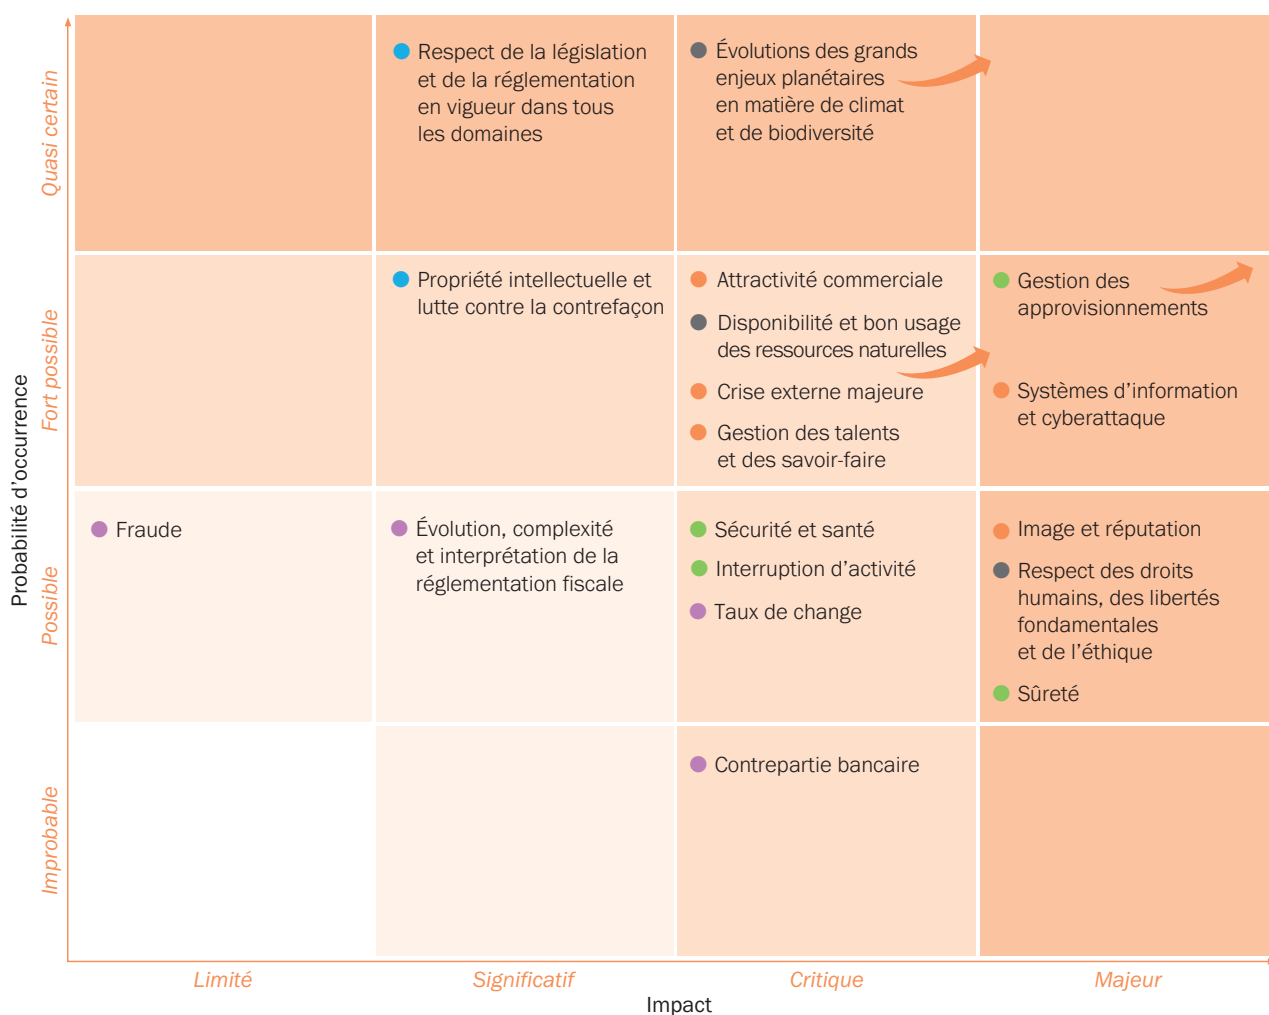 Probabilité d’occurrence
Quasi certain
Respect de la législation
et de la réglementation
en vigueur dans tous
les domaines
Évolutions des grands
enjeux planétaires
en matière de climat
et de biodiversité
Fort possible
Propriété intellectuelle et
lutte contre la contrefaçon
Attractivité commerciale
Disponibilité et bon usage
des ressources naturelles
Crise externe majeure
Gestion des talents
et des savoir-faire
Gestion des
approvisionnements
Systèmes d’information
et cyberattaque
Possible
Fraude
Évolution, complexité
et interprétation de la
réglementation fiscale
Sécurité et santé
Interruption d’activité
Taux de change
Image et réputation
Respect des droits
humains, des libertés
fondamentales
et de l’éthique
Sûreté
Improbable
Contrepartie bancaire
Limité
Significatif
Critique
Majeur
Impact